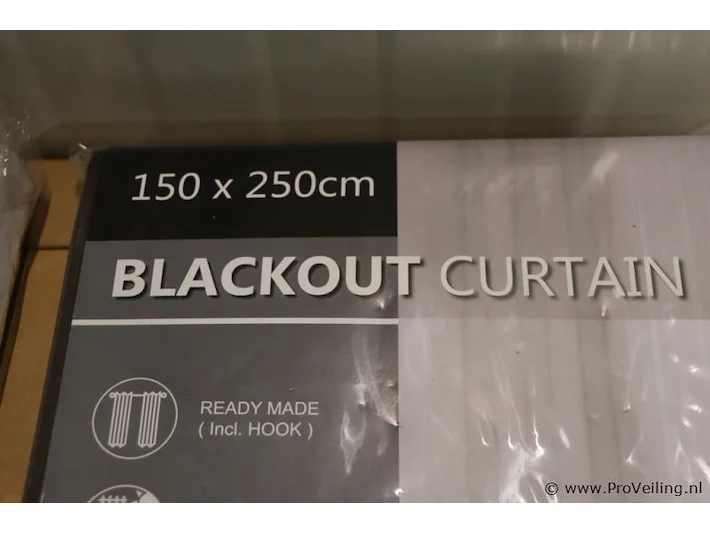 150 x 250cm
BLACKOUT CURTAIN
READY MADE
( Incl. HOOK )
© www.ProVeiling.nl